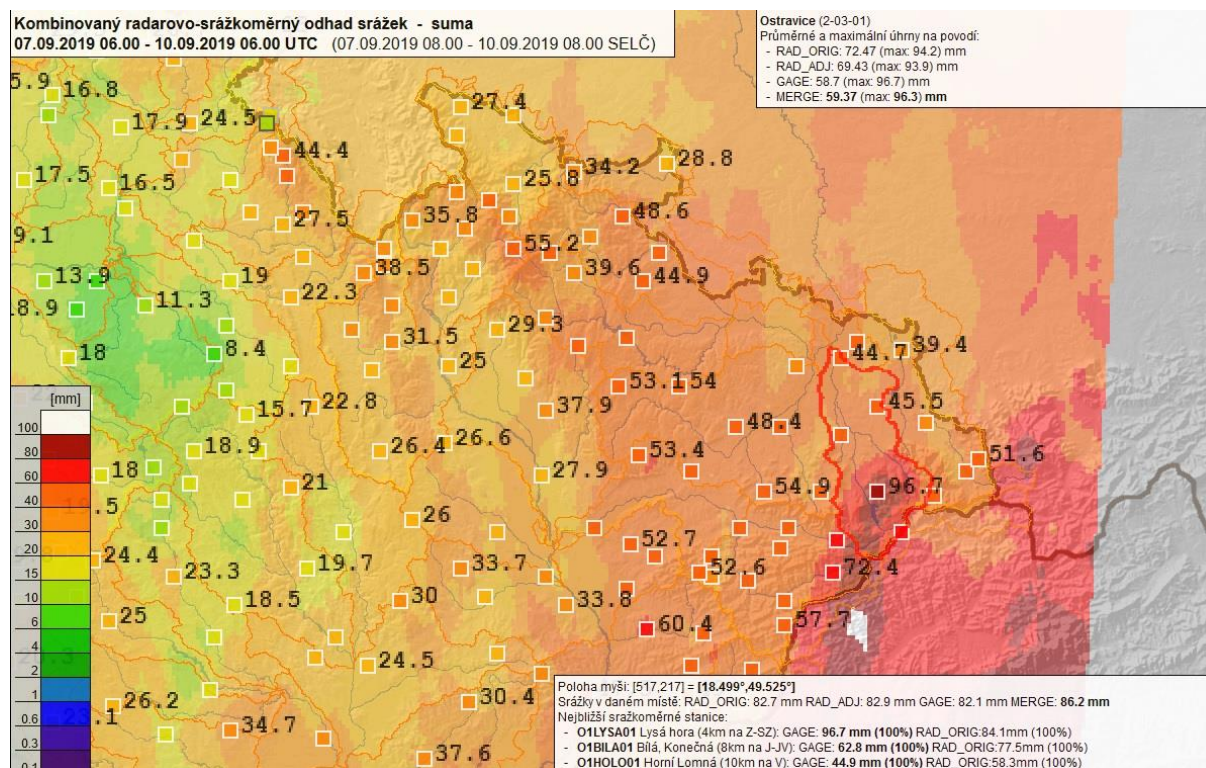 Kombinovaný radarovo-srážkoměrný odhad srážek - suma
07.09.2019 06.00 - 10.09.2019 06.00 UTC (07.09.2019 08.00 - 10.09.2019 08.00 SELČ)
Ostravice (2-03-01)
Průměrné a maximální úhrny na povodí:
- RAD_ORIG: 72.47 (max: 94.2) mm
- RAD_ADJ: 69.43 (max: 93.9) mm
- GAGE: 58.7 (max: 96.7) mm
- MERGE: 59.37 (max: 96.3) mm
5.9 16.8
27.4
17.9 24.5
44.4
34.2 28.8
17.5 16.5 25.8
27.5 35.8 48.6
9.1 55.2
13.9 19 38.5 39.6 44.9
18.9 11.3 22.3
31.5 29.3
18 8.4 25 44.7 39.4
53.1 54
15.7 22.8 37.9 45.5
48.4
18.9 26.4 26.6 53.4 51.6
18 27.9
21 54.9 96.7
26
52.7
24.4 23.3 19.7 33.7 52.6 72.4
25 18.5 30 33.8
60.4 57.7
24.5
26.2 30.4
23.1 34.7
37.6
[mm]
100
80
60
40
30
20
15
10
6
4
2
1
0.6
0.3
0.1
Poloha myši: [517,217] = [18.499°,49.525°]
Srážky v daném místě: RAD_ORIG: 82.7 mm RAD_ADJ: 82.9 mm GAGE: 82.1 mm MERGE: 86.2 mm
Nejbližší sražkoměrné stanice:
- O1LYSA01 Lysá hora (4km na Z-SZ): GAGE: 96.7 mm (100%) RAD_ORIG:84.1mm (100%)
- O1BILA01 Bílá, Konečná (8km na J-JV): GAGE: 62.8 mm (100%) RAD_ORIG:77.5mm (100%)
- O1HOLO01 Horní Lomná (10km na V): GAGE: 44.9 mm (100%) RAD_ORIG:58.3mm (100%)